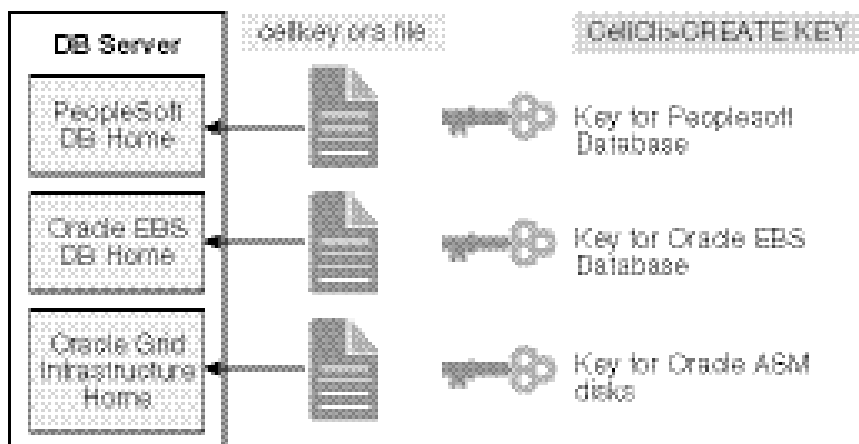 DB Server
cellkey.ora file
CellCli>CREATE KEY
PeopleSoft
DB Home
Key for Peoplesoft
Database
Oracle EBS
DB Home
Key for Oracle EBS
Database
Oracle Grid
Infrastructure
Home
Key for Oracle ASM
disks